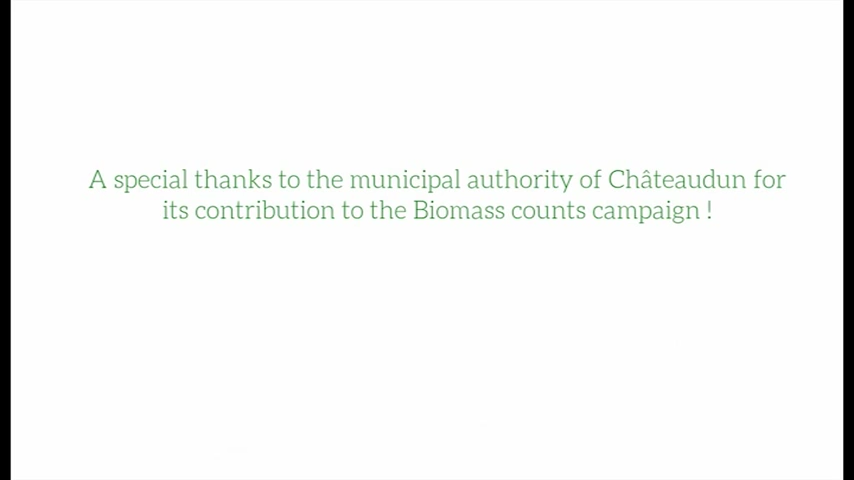 A special thanks to the municipal authority of Châteaudun for
its contribution to the Biomass counts campaign !